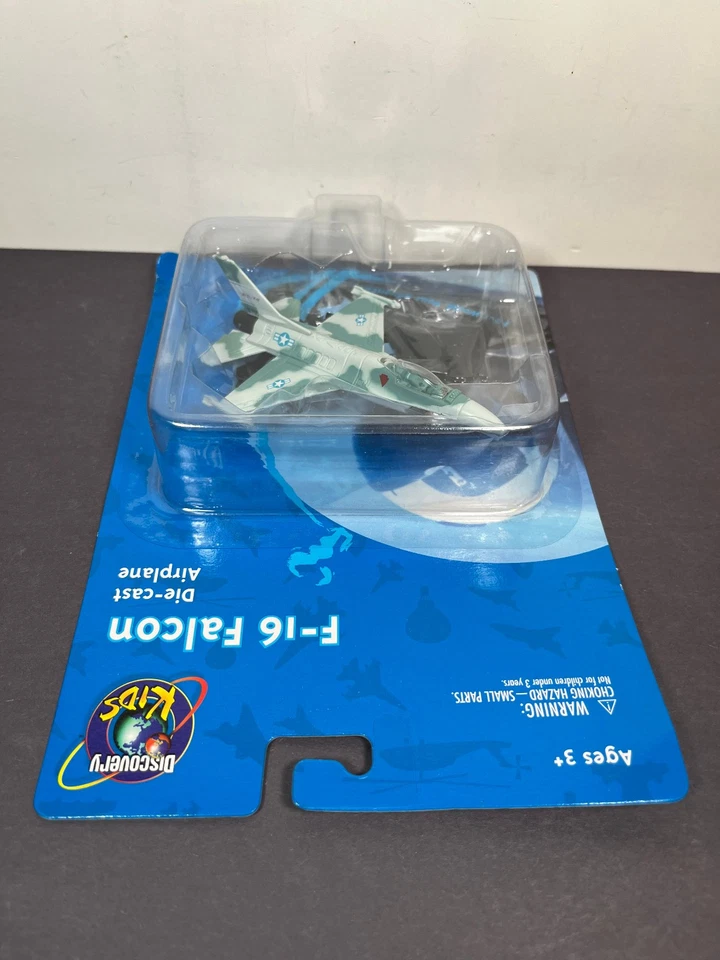 Ages 3+
⚠ WARNING:
CHOKING HAZARD — SMALL PARTS.
Not for children under 3 years.
DISCOVERY
KIDS
F-16 Falcon
Die-cast
Airplane